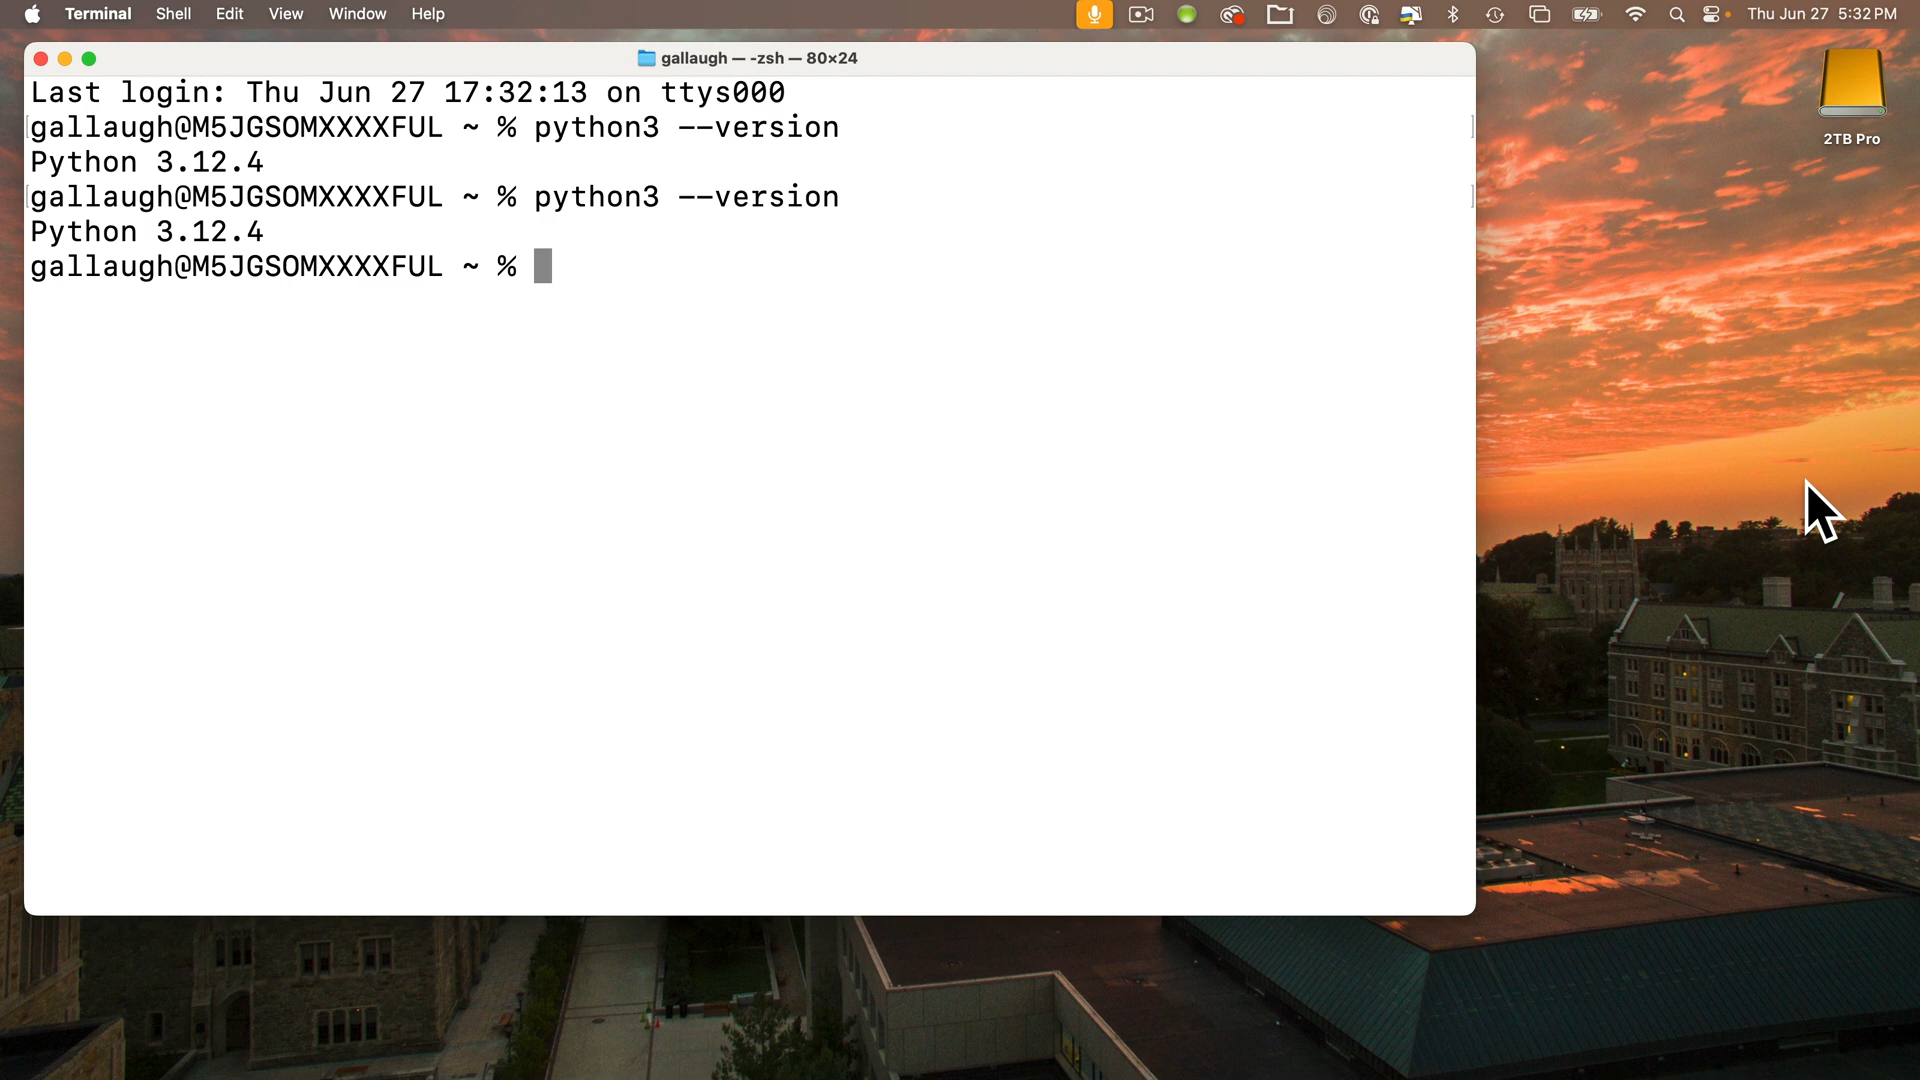 Terminal Shell Edit View Window Help Thu Jun 27 5:32 PM
gallaugh — -zsh — 80×24
Last login: Thu Jun 27 17:32:13 on ttys000
gallaugh@M5JGSOMXXXXFUL ~ % python3 --version
Python 3.12.4
gallaugh@M5JGSOMXXXXFUL ~ % python3 --version
Python 3.12.4
gallaugh@M5JGSOMXXXXFUL ~ %
2TB Pro